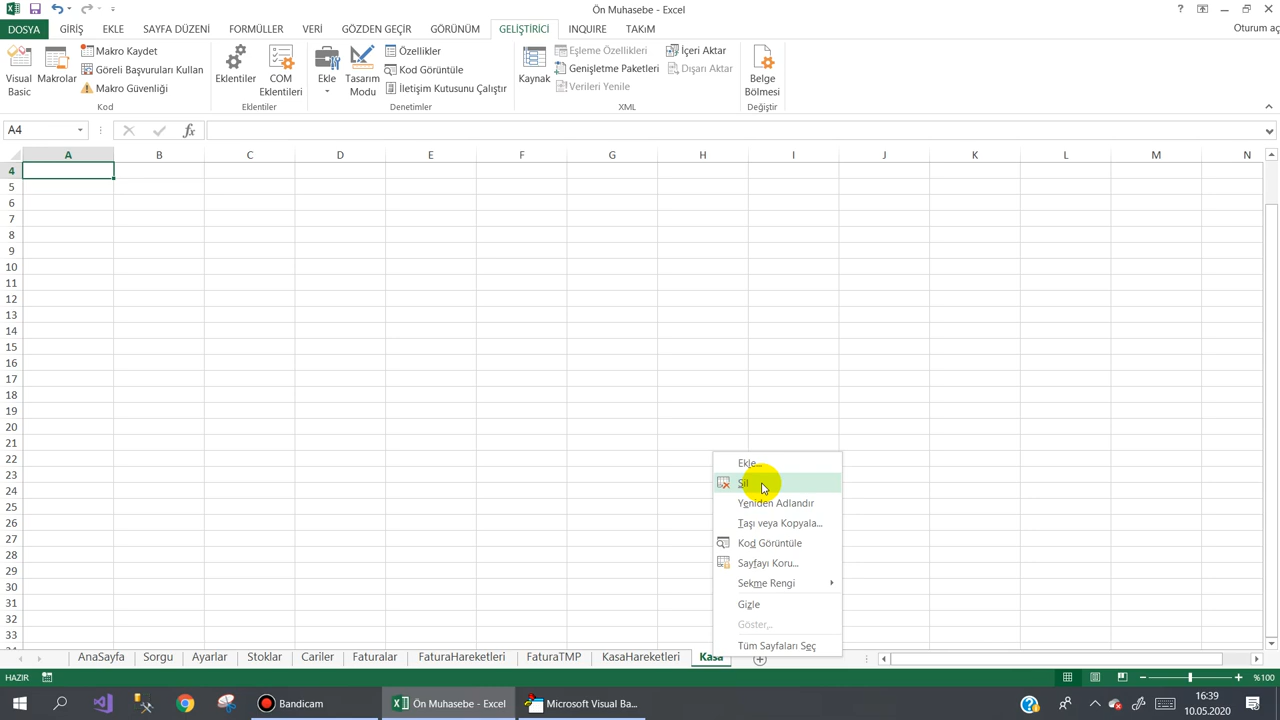 Ön Muhasebe - Excel
DOSYA GİRİŞ EKLE SAYFA DÜZENİ FORMÜLLER VERİ GÖZDEN GEÇİR GÖRÜNÜM GELİŞTİRİCİ INQUIRE TAKıM Oturum aç
Visual Basic
Makrolar
Makro Kaydet
Göreli Başvuruları Kullan
Makro Güvenliği
Kod
Eklentiler
COM Eklentileri
Eklentiler
Ekle
Tasarım Modu
Özellikler
Kod Görüntüle
İletişim Kutusunu Çalıştır
Denetimler
Kaynak
Eşleme Özellikleri
Genişletme Paketleri
Verileri Yenile
İçeri Aktar
Dışarı Aktar
XML
Belge Bölmesi
Değiştir
A4 fx
A B C D E F G H I J K L M N
4
5
6
7
8
9
10
11
12
13
14
15
16
17
18
19
20
21
22
23
24
25
26
27
28
29
30
31
32
33
Ekle...
Sil
Yeniden Adlandır
Taşı veya Kopyala...
Kod Görüntüle
Sayfayı Koru...
Sekme Rengi
Gizle
Göster...
Tüm Sayfaları Seç
AnaSayfa Sorgu Ayarlar Stoklar Cariler Faturalar FaturaHareketleri FaturaTMP KasaHareketleri Kasa
HAZIR %100
Bandicam Ön Muhasebe - Excel Microsoft Visual Ba... 16:39
10.05.2020